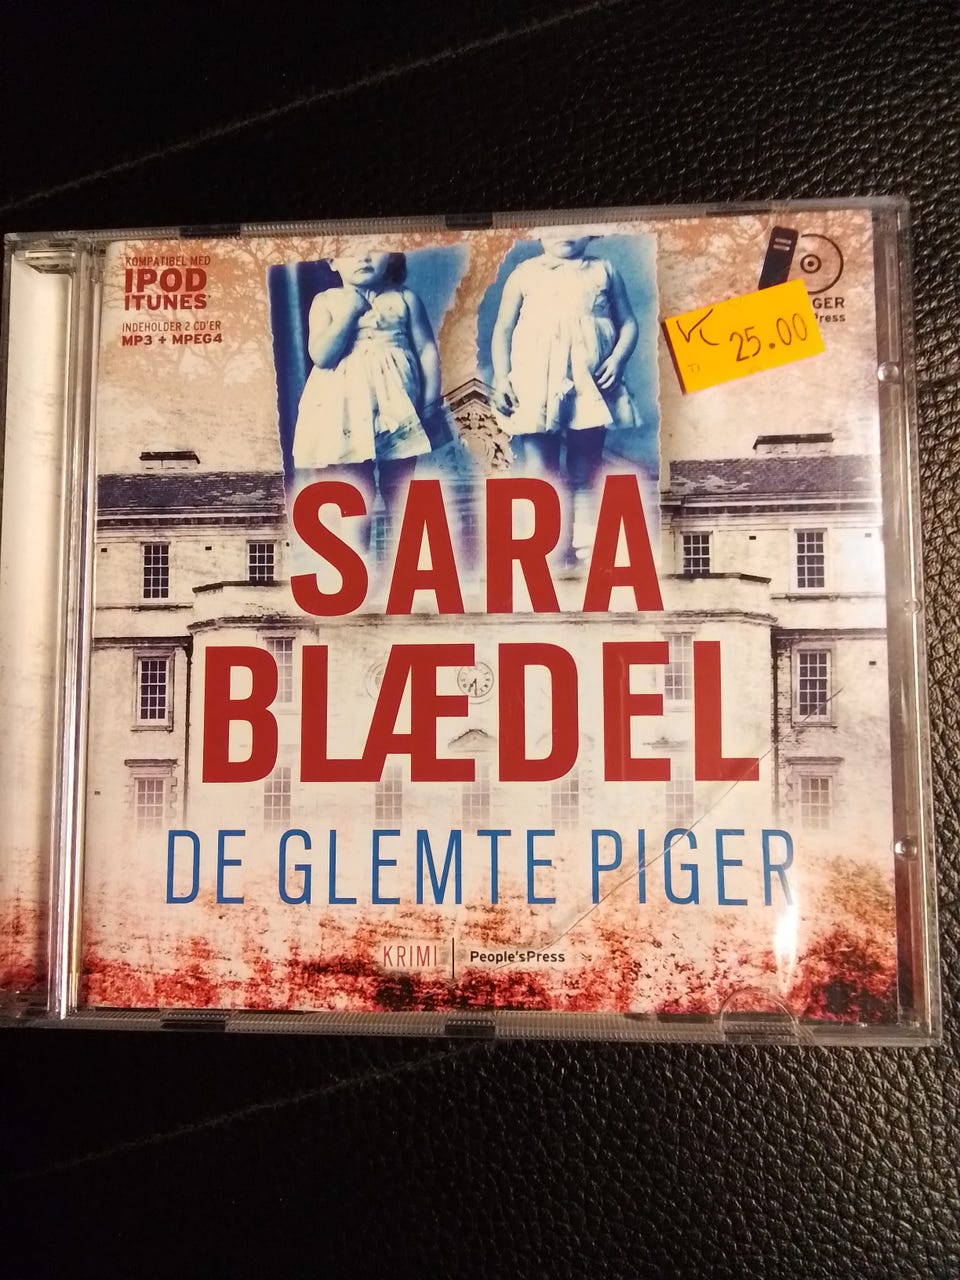 KOMPATIBEL MED
IPOD
ITUNES
INDEHOLDER 2 CD'ER
MP3 + MPEG4
25.00
SARA
BLÆDEL
DE GLEMTE PIGER
KRIMI | People'sPress